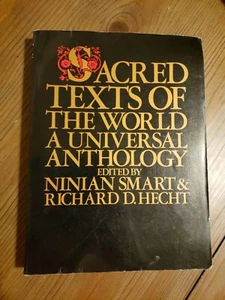 SACRED
TEXTS OF
THE WORLD
A UNIVERSAL
ANTHOLOGY
EDITED BY
NINIAN SMART &
RICHARD D. HECHT